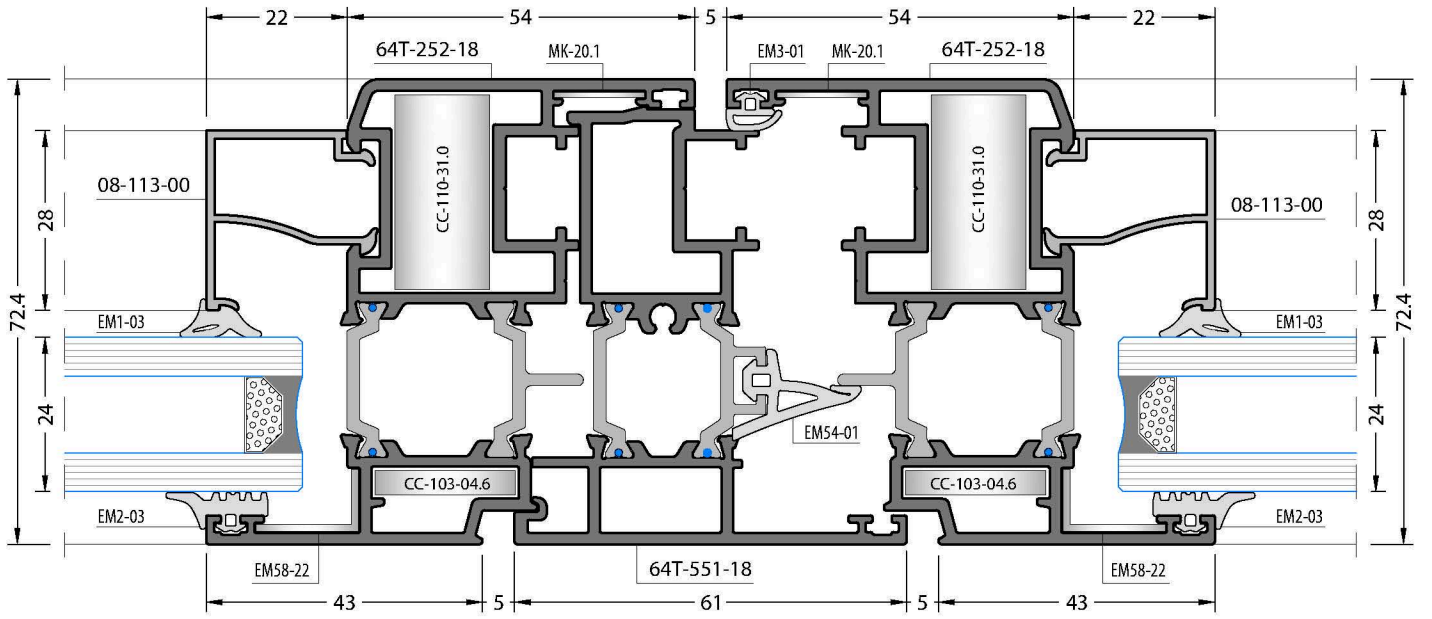 22
54
5
54
22
64T-252-18
MK-20.1
EM3-01
MK-20.1
64T-252-18
CC-110-31.0
CC-110-31.0
08-113-00
08-113-00
28
28
72.4
72.4
EM1-03
EM1-03
24
24
EM54-01
CC-103-04.6
CC-103-04.6
EM2-03
EM2-03
EM58-22
64T-551-18
EM58-22
43
5
61
5
43